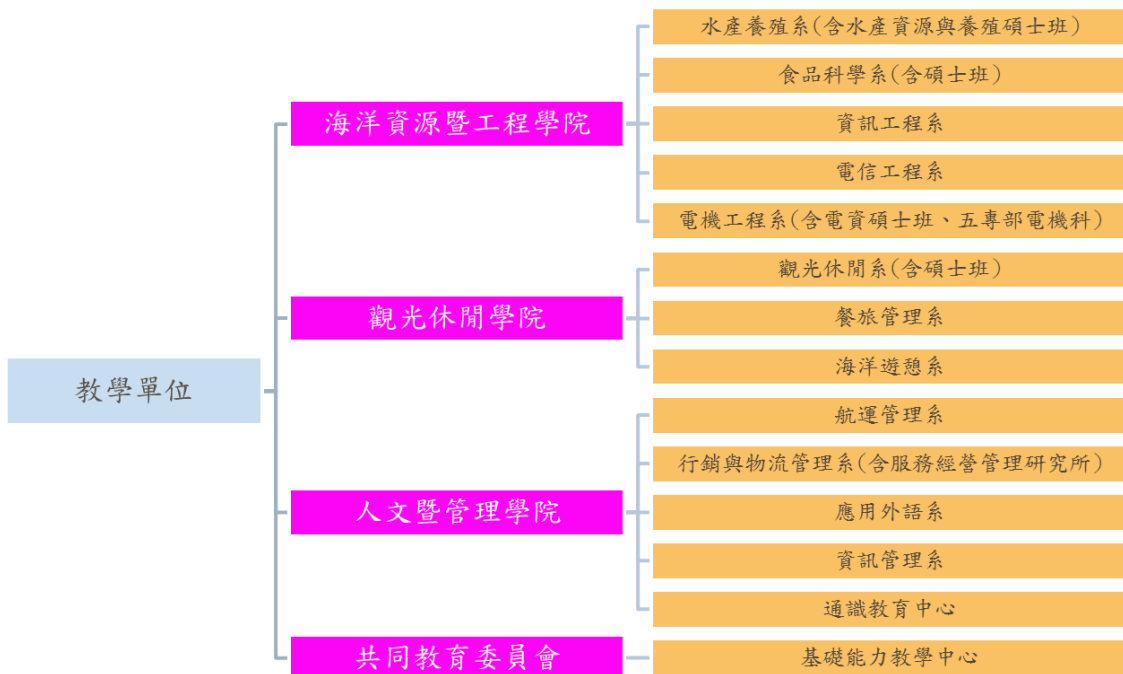 教學單位
海洋資源暨工程學院
水產養殖系(含水產資源與養殖碩士班)
食品科學系(含碩士班)
資訊工程系
電信工程系
電機工程系(含電資碩士班、五專部電機科)
觀光休閒學院
觀光休閒系(含碩士班)
餐旅管理系
海洋遊憩系
人文暨管理學院
航運管理系
行銷與物流管理系(含服務經營管理研究所)
應用外語系
資訊管理系
通識教育中心
共同教育委員會
基礎能力教學中心